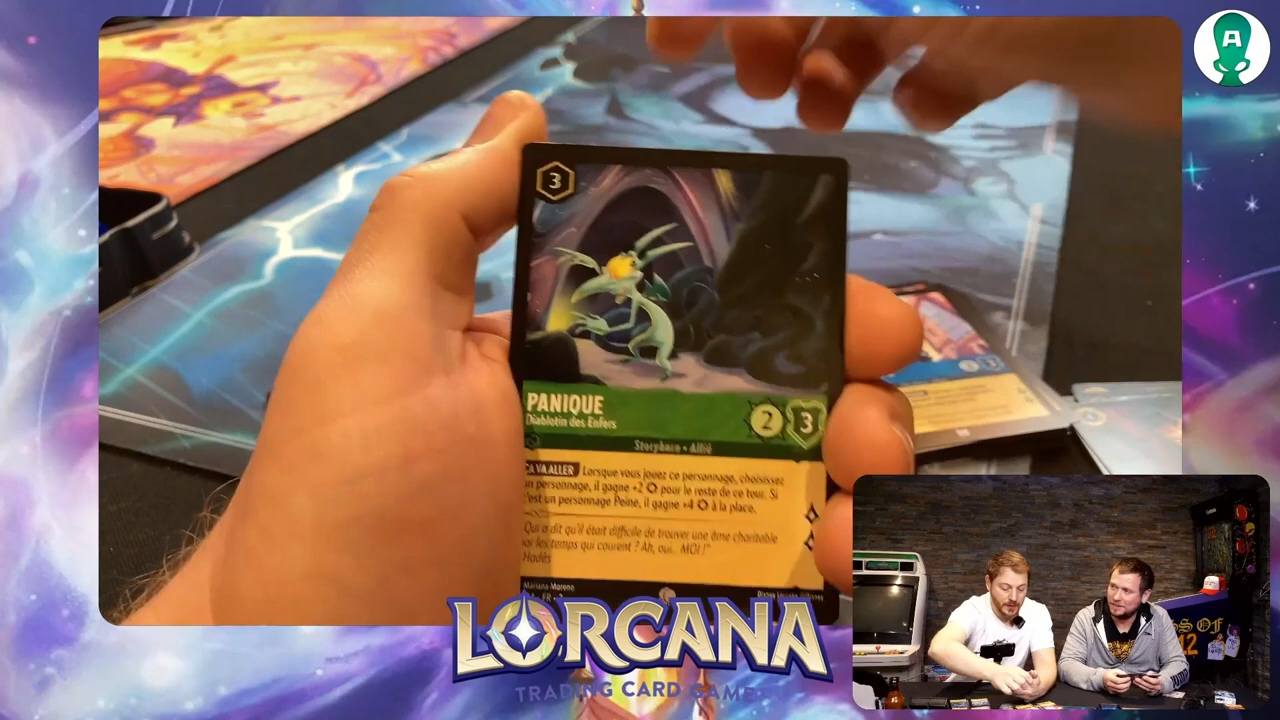 A
3
PANIQUE
Diablotin des Enfers
2 3
Storyborn • Allié
ÇA VA ALLER Lorsque vous jouez ce personnage, choisissez
un personnage, il gagne +2 pour le reste de ce tour. Si
c'est un personnage Peine, il gagne +4 à la place.
Qui a dit qu'il était difficile de trouver une âme charitable
par les temps qui courent ? Ah, oui... MOI !"
Hadès
Mariana Moreno
FR • 2
LORCANA
TRADING CARD GAME